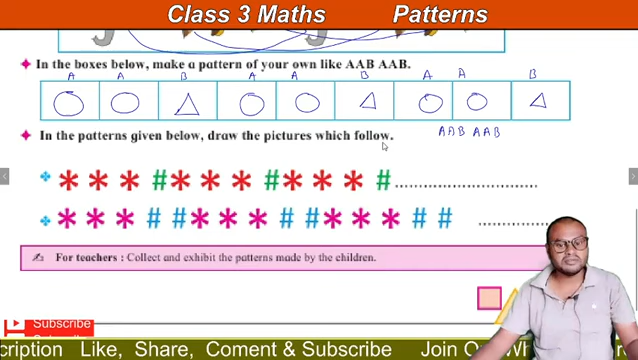 Class 3 Maths Patterns
✦ In the boxes below, make a pattern of your own like AAB AAB.
A A B A A B A A B
✦ In the patterns given below, draw the pictures which follow.
AAB AAB
* * * # * * * # * * * # ..............................
* * * # # * * * # # * * * # # ..................
For teachers : Collect and exhibit the patterns made by the children.
Subscribe
cription Like, Share, Coment & Subscribe Join O